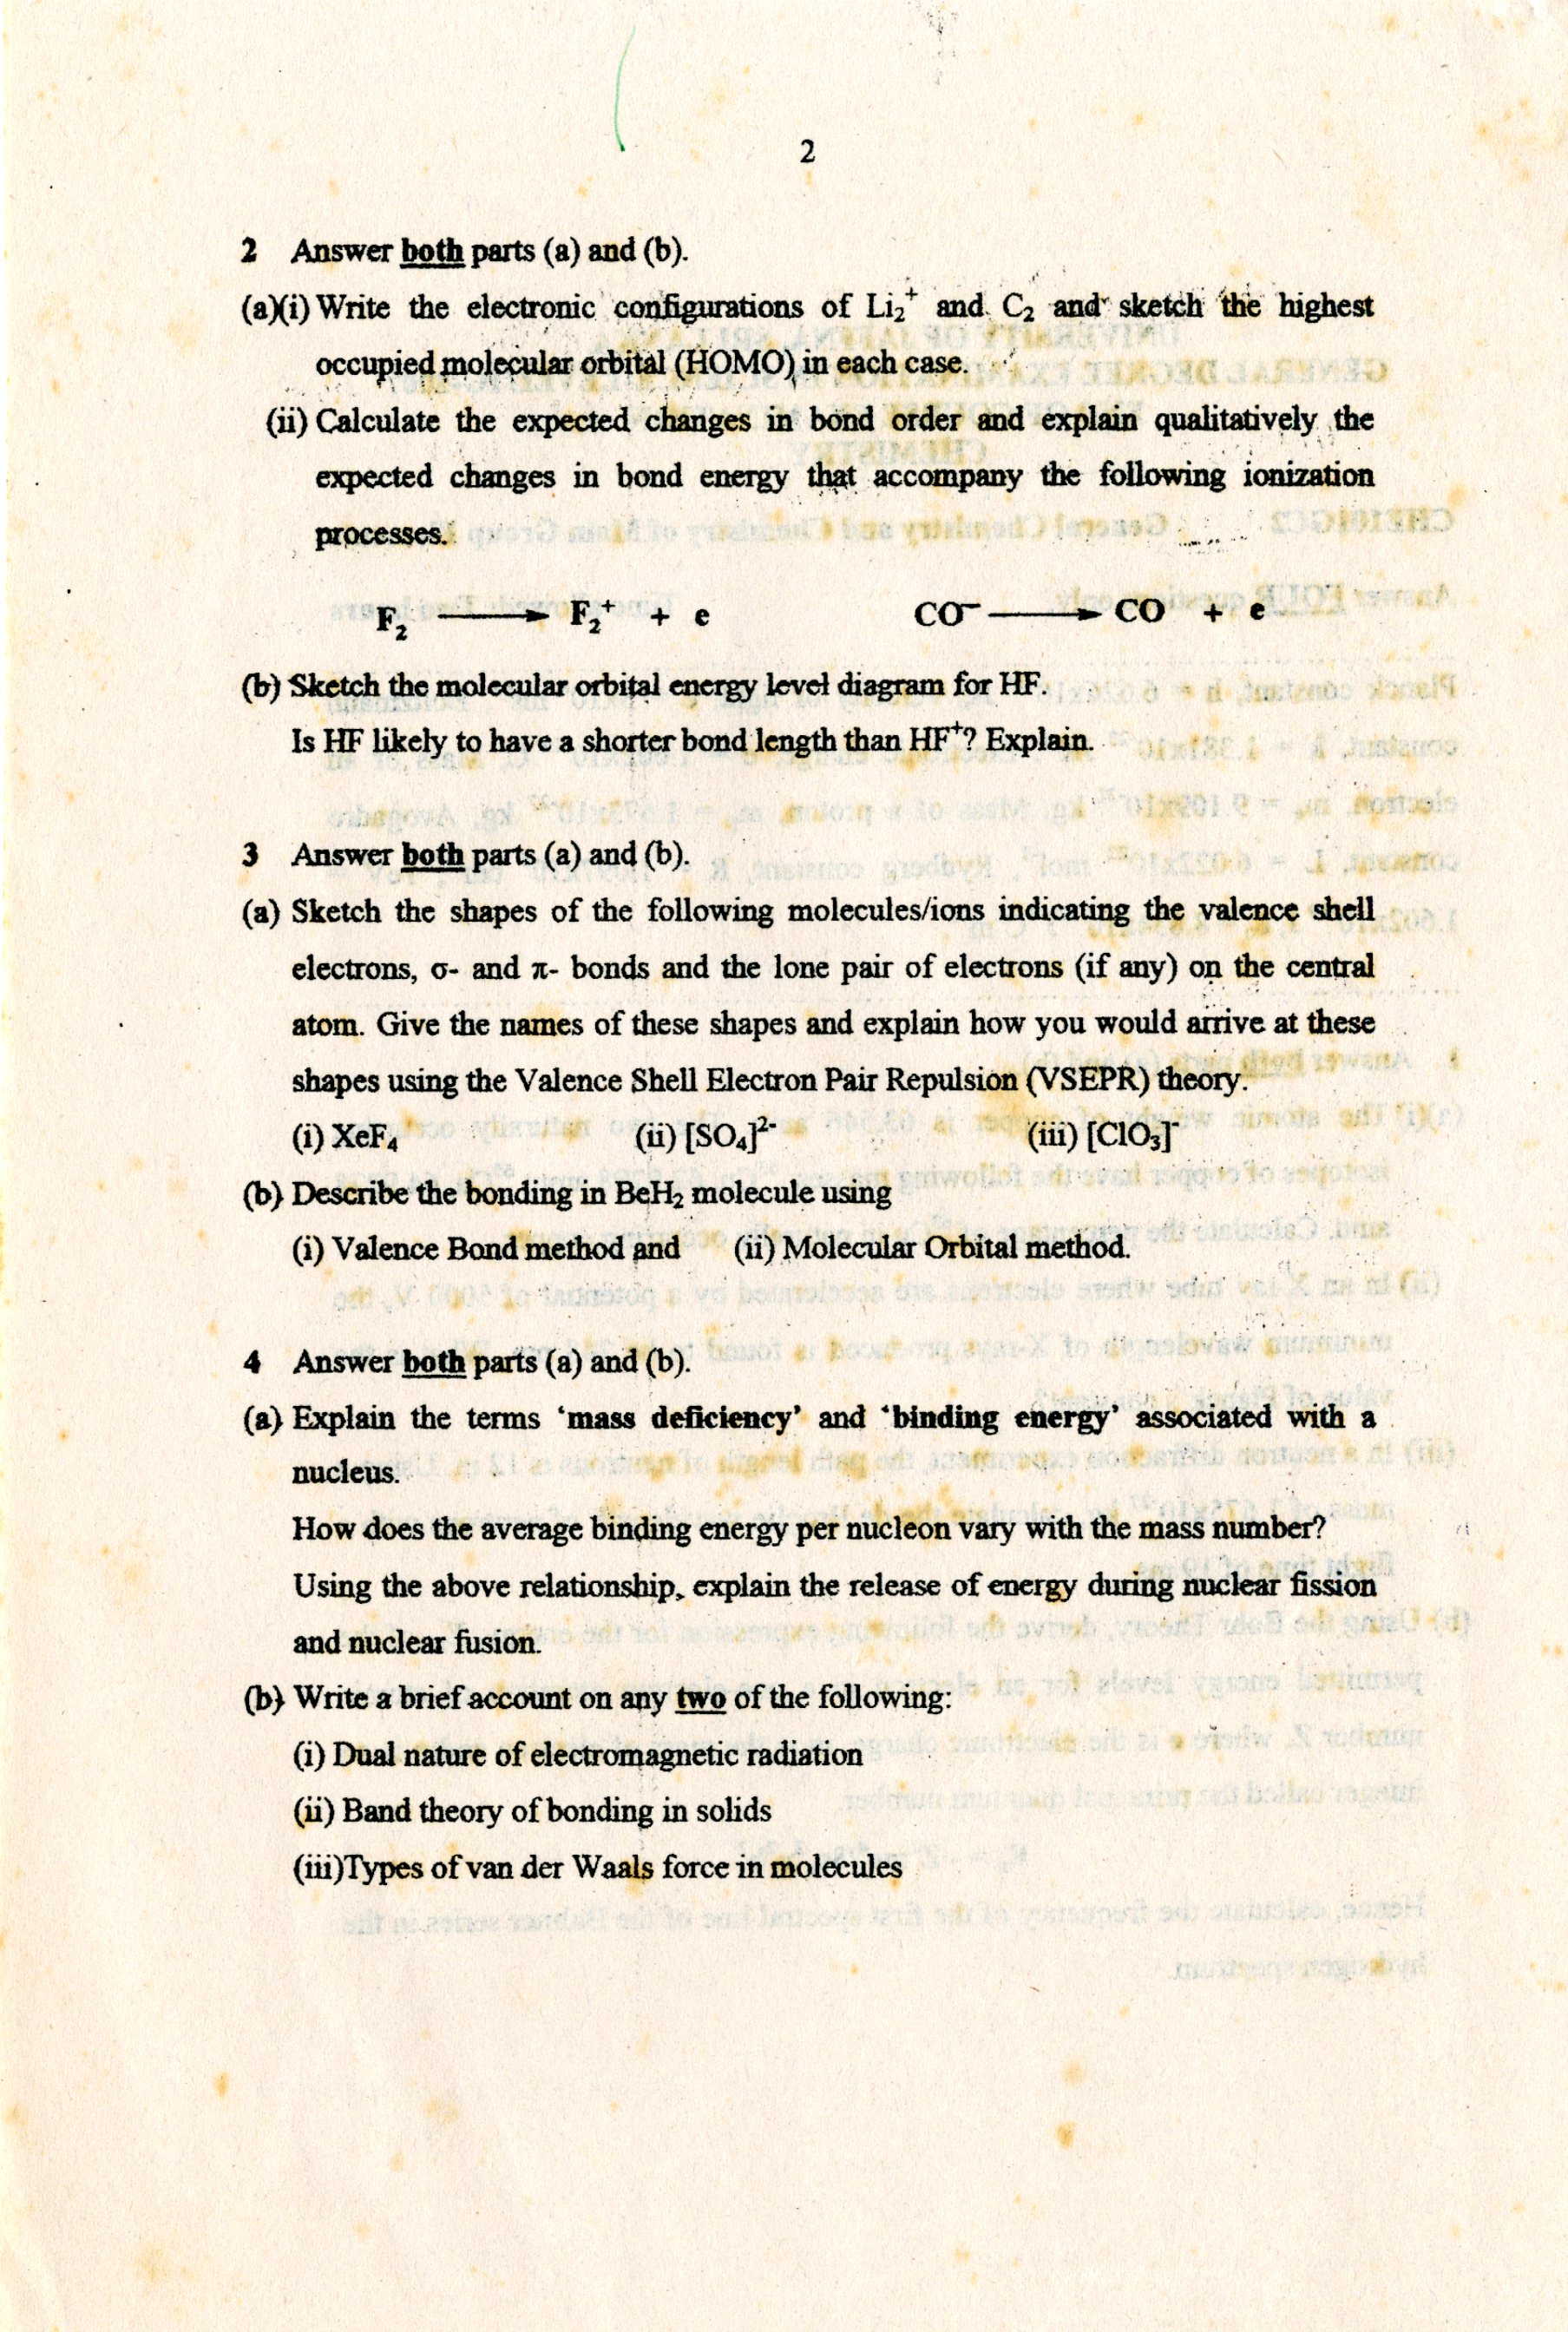 2
2 Answer both parts (a) and (b).
(a)(i) Write the electronic configurations of Li₂⁺ and C₂ and sketch the highest
occupied molecular orbital (HOMO) in each case.
(ii) Calculate the expected changes in bond order and explain qualitatively the
expected changes in bond energy that accompany the following ionization
processes.
F₂ ⟶ F₂⁺ + e CO⁻ ⟶ CO + e
(b) Sketch the molecular orbital energy level diagram for HF.
Is HF likely to have a shorter bond length than HF⁺? Explain.
3 Answer both parts (a) and (b).
(a) Sketch the shapes of the following molecules/ions indicating the valence shell
electrons, σ- and π- bonds and the lone pair of electrons (if any) on the central
atom. Give the names of these shapes and explain how you would arrive at these
shapes using the Valence Shell Electron Pair Repulsion (VSEPR) theory.
(i) XeF₄ (ii) [SO₄]²⁻ (iii) [ClO₃]⁻
(b) Describe the bonding in BeH₂ molecule using
(i) Valence Bond method and (ii) Molecular Orbital method.
4 Answer both parts (a) and (b).
(a) Explain the terms ‘mass deficiency’ and ‘binding energy’ associated with a
nucleus.
How does the average binding energy per nucleon vary with the mass number?
Using the above relationship, explain the release of energy during nuclear fission
and nuclear fusion.
(b) Write a brief account on any two of the following:
(i) Dual nature of electromagnetic radiation
(ii) Band theory of bonding in solids
(iii)Types of van der Waals force in molecules